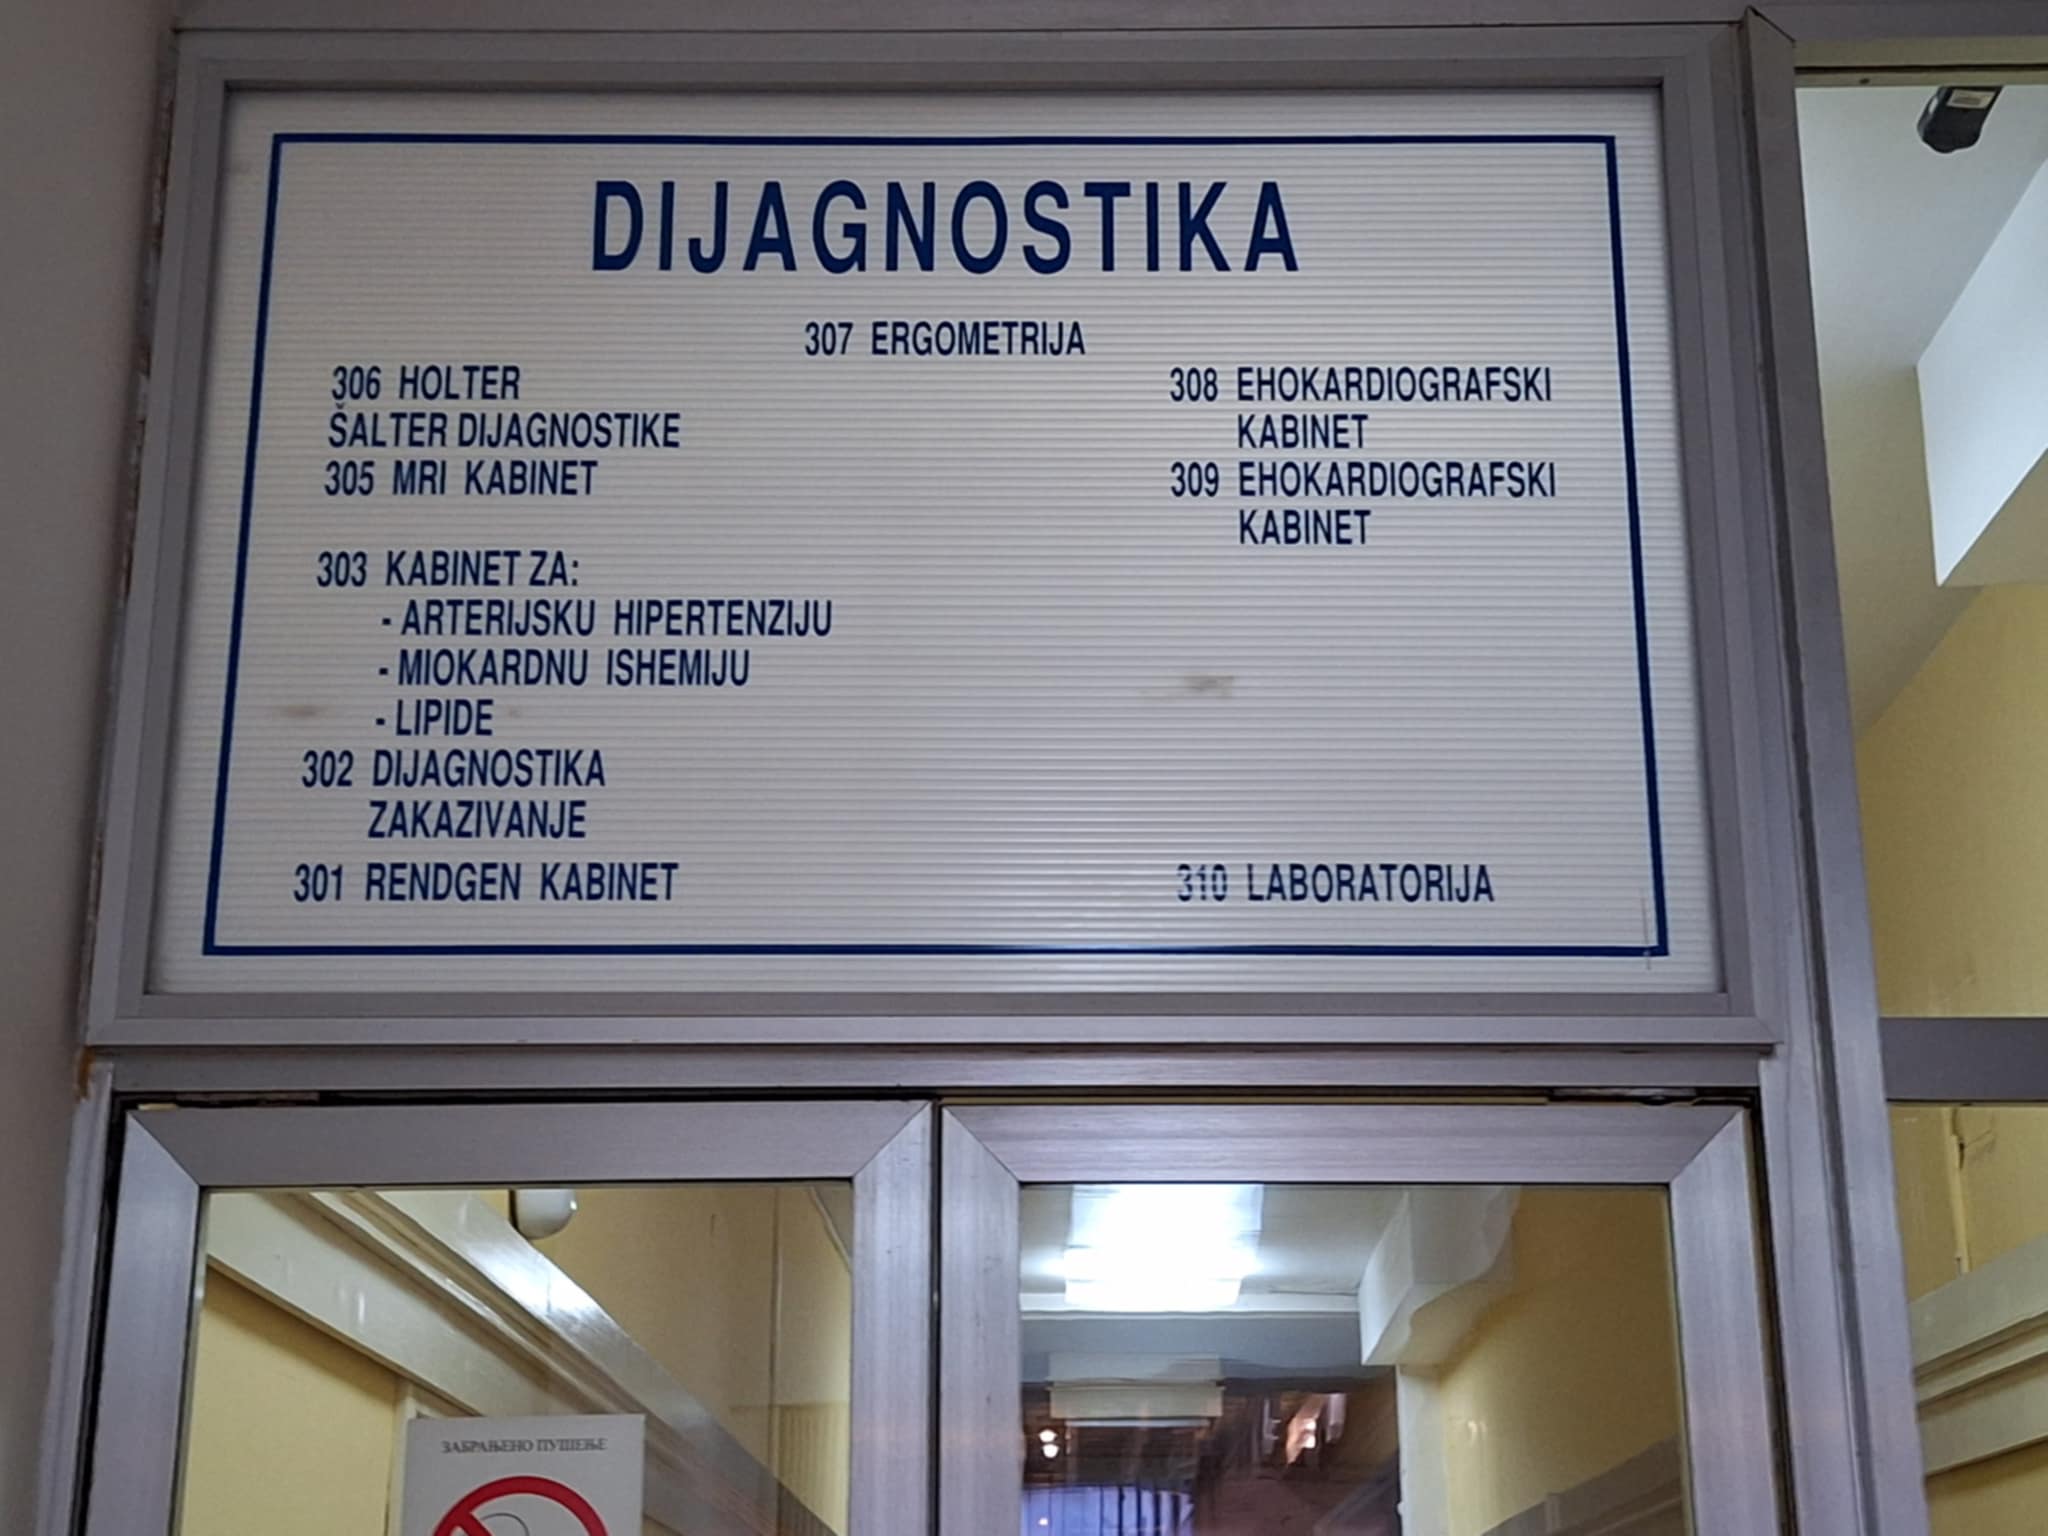 DIJAGNOSTIKA
307 ERGOMETRIJA
306 HOLTER
ŠALTER DIJAGNOSTIKE
305 MRI KABINET
303 KABINET ZA:
- ARTERIJSKU HIPERTENZIJU
- MIOKARDNU ISHEMIJU
- LIPIDE
302 DIJAGNOSTIKA
ZAKAZIVANJE
301 RENDGEN KABINET
308 EHOKARDIOGRAFSKI
KABINET
309 EHOKARDIOGRAFSKI
KABINET
310 LABORATORIJA
ЗАБРАЊЕНО ПУШЕЊЕ